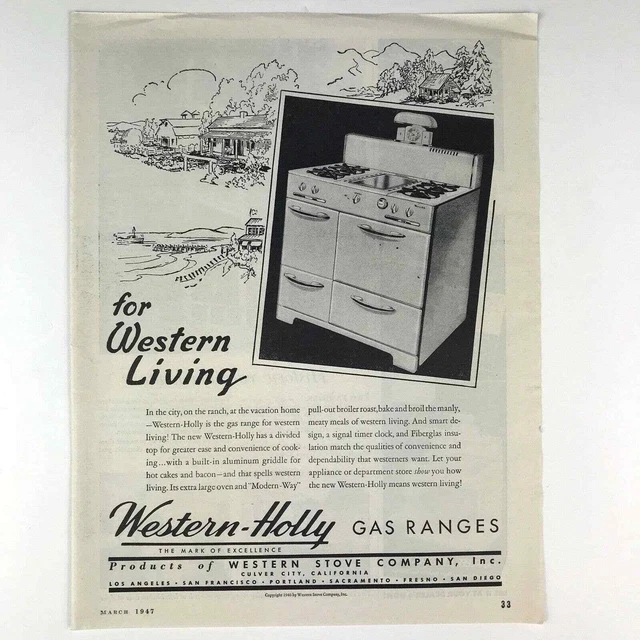 for
Western
Living
In the city, on the ranch, at the vacation home
—Western-Holly is the gas range for western
living! The new Western-Holly has a divided
top for greater ease and convenience of cook-
ing...with a built-in aluminum griddle for
hot cakes and bacon—and that spells western
living. Its extra large oven and "Modern-Way"
pull-out broiler roast, bake and broil the manly,
meaty meals of western living. And smart de-
sign, a signal timer clock, and Fiberglas insu-
lation match the qualities of convenience and
dependability that westerners want. Let your
appliance or department store show you how
the new Western-Holly means western living!
Western-Holly GAS RANGES
THE MARK OF EXCELLENCE
Products of WESTERN STOVE COMPANY, Inc.
CULVER CITY, CALIFORNIA
LOS ANGELES · SAN FRANCISCO · PORTLAND · SACRAMENTO · FRESNO · SAN DIEGO
Copyright 1946 by Western Stove Company, Inc.
MARCH 1947
33